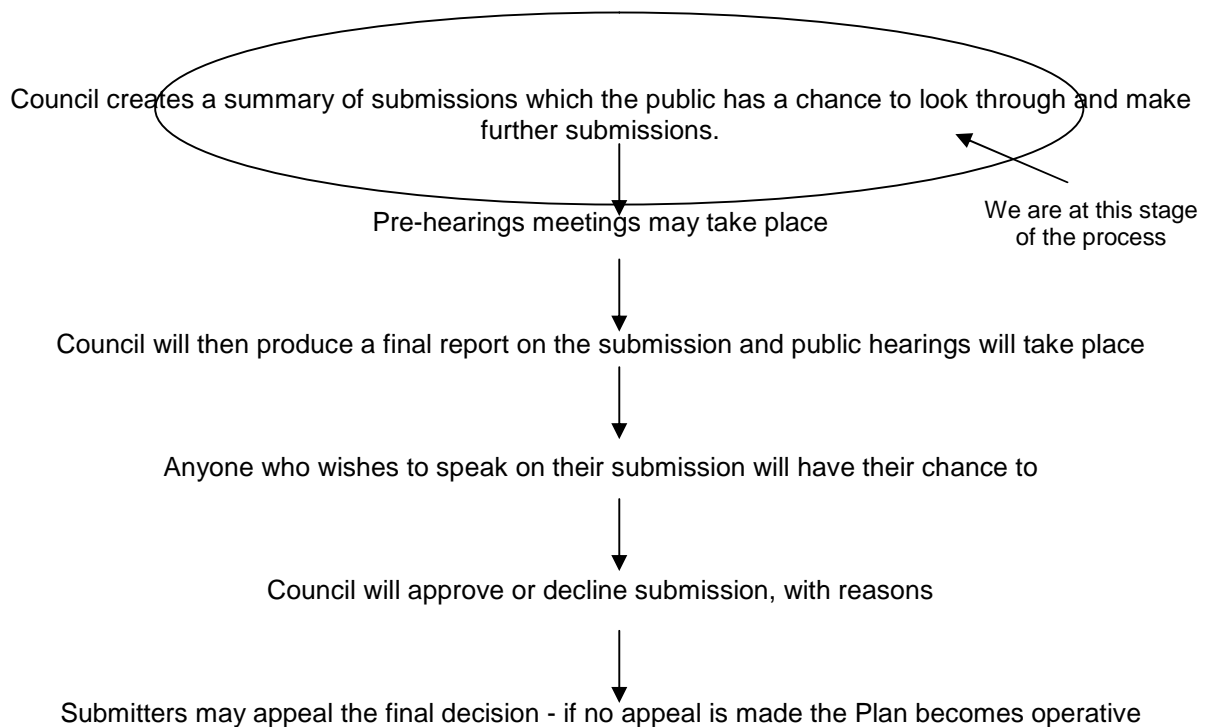 Council creates a summary of submissions which the public has a chance to look through and make
further submissions.
Pre-hearings meetings may take place
We are at this stage
of the process
Council will then produce a final report on the submission and public hearings will take place
Anyone who wishes to speak on their submission will have their chance to
Council will approve or decline submission, with reasons
Submitters may appeal the final decision - if no appeal is made the Plan becomes operative